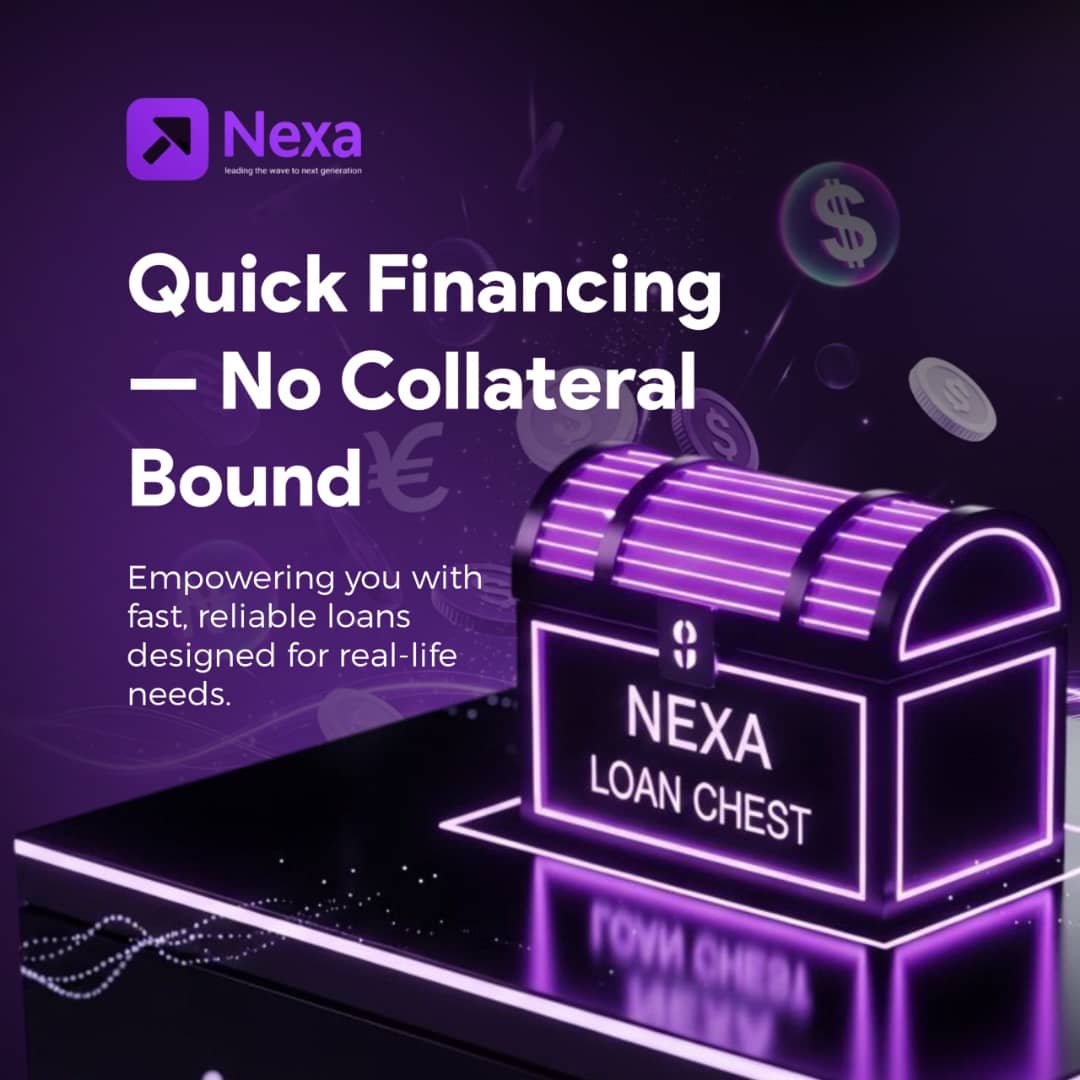 Nexa
leading the wave to next generation
Quick Financing
— No Collateral
Bound
Empowering you with
fast, reliable loans
designed for real-life
needs.
NEXA
LOAN CHEST